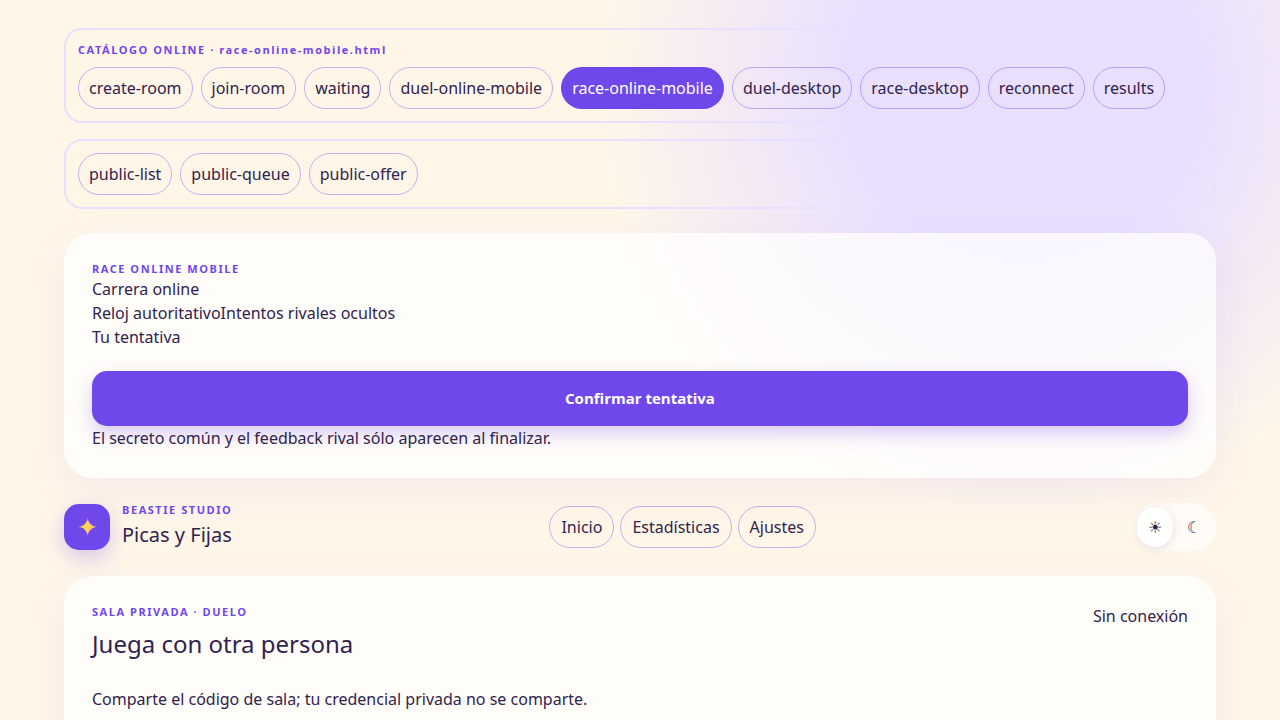 CATÁLOGO ONLINE · race-online-mobile.html
create-room join-room waiting duel-online-mobile race-online-mobile duel-desktop race-desktop reconnect results
public-list public-queue public-offer
RACE ONLINE MOBILE
Carrera online
Reloj autoritativoIntentos rivales ocultos
Tu tentativa
Confirmar tentativa
El secreto común y el feedback rival sólo aparecen al finalizar.
BEASTIE STUDIO
Picas y Fijas
Inicio Estadísticas Ajustes
SALA PRIVADA · DUELO
Sin conexión
Juega con otra persona
Comparte el código de sala; tu credencial privada no se comparte.